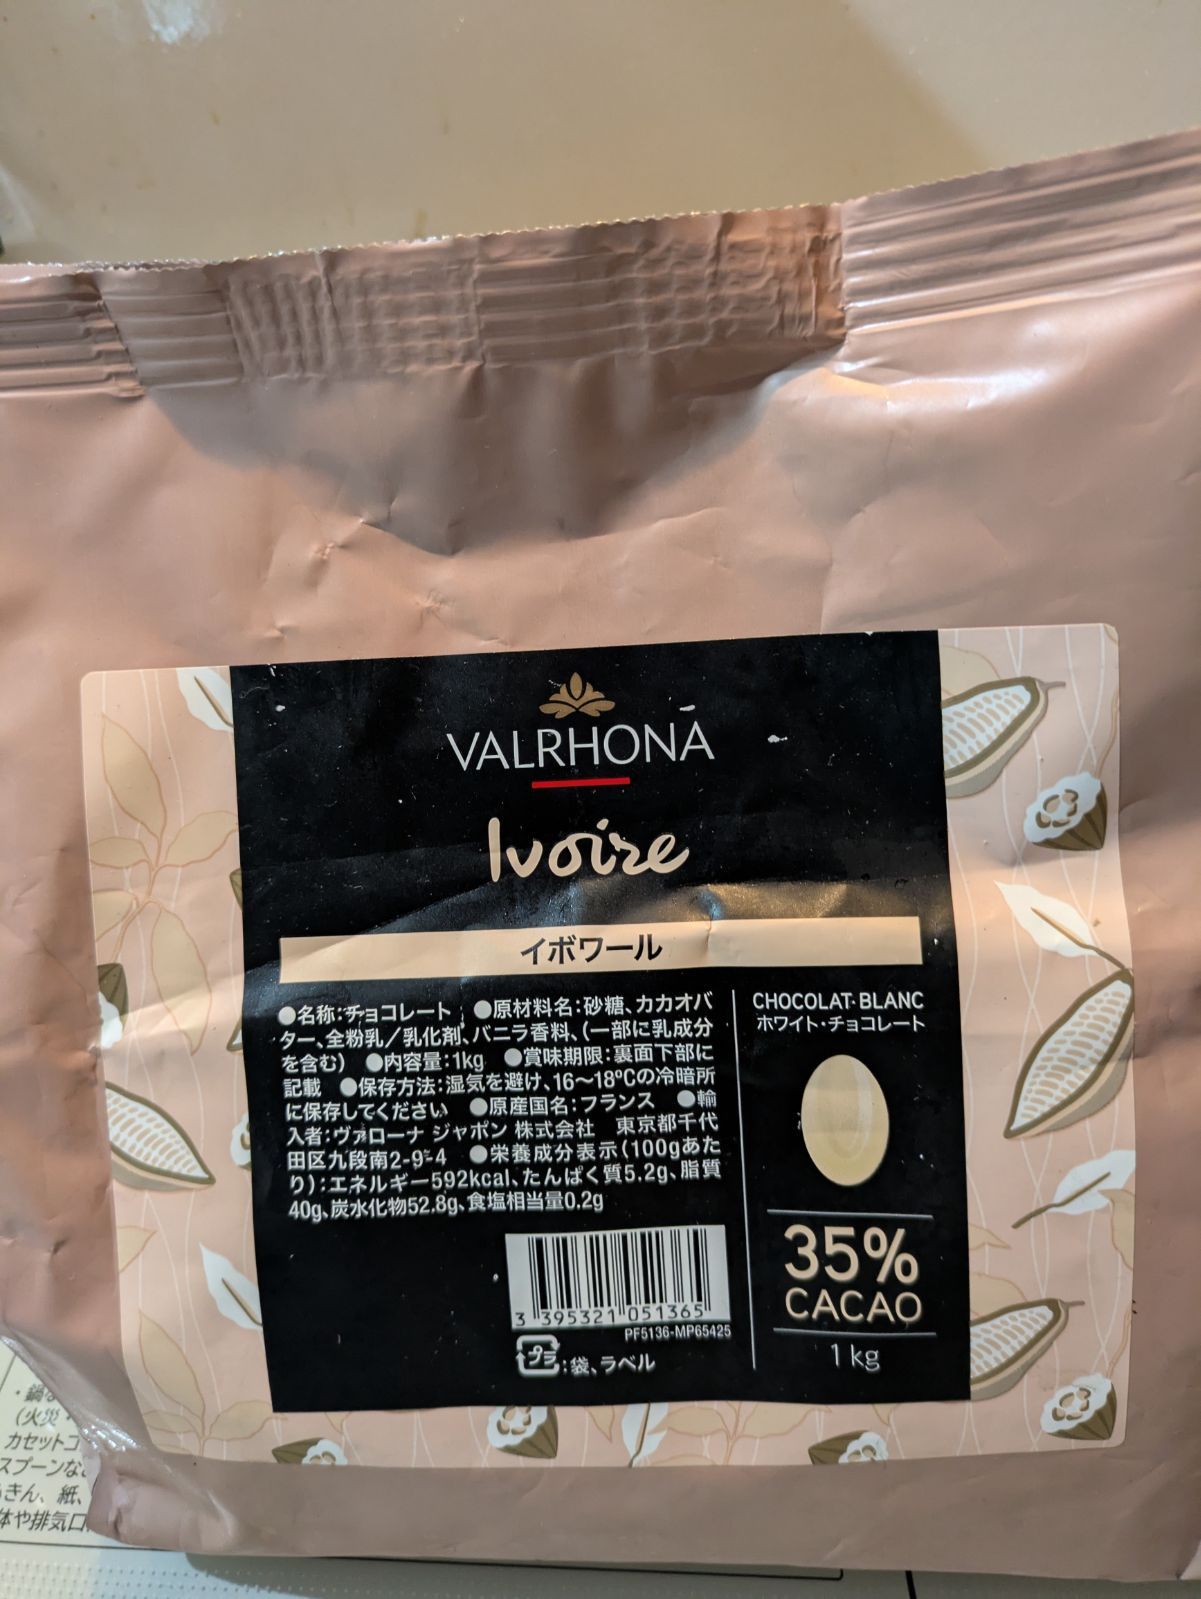 VALRHONA
Ivoire
イボワール
●名称:チョコレート ●原材料名:砂糖、カカオバ
ター、全粉乳/乳化剤、バニラ香料、(一部に乳成分
を含む) ●内容量:1kg ●賞味期限:裏面下部に
記載 ●保存方法:湿気を避け、16〜18℃の冷暗所
に保存してください ●原産国名:フランス ●輸
入者:ヴァローナ ジャポン 株式会社 東京都千代
田区九段南2-9-4 ●栄養成分表示(100gあた
り):エネルギー592kcal、たんぱく質5.2g、脂質
40g、炭水化物52.8g、食塩相当量0.2g
3 395321 051365
PF5136-MP65425
プラ:袋、ラベル
CHOCOLAT·BLANC
ホワイト・チョコレート
35%
CACAO
1kg
・鍋
(火災・
カセットコ
スプーンな
きん、紙、
体や排気口